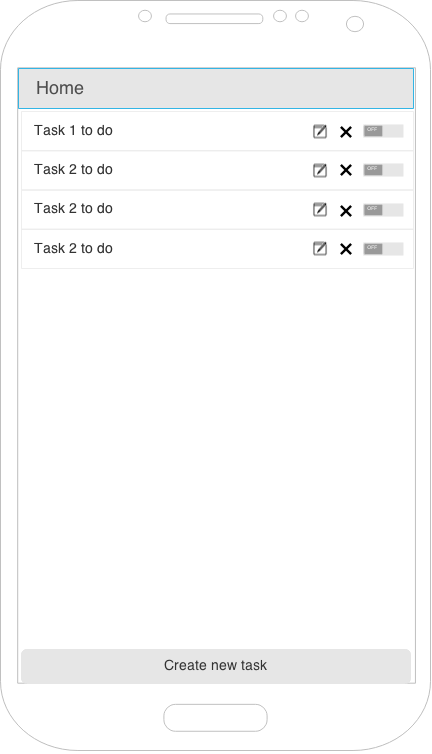 Home
Task 1 to do
OFF
Task 2 to do
OFF
Task 2 to do
OFF
Task 2 to do
OFF
Create new task